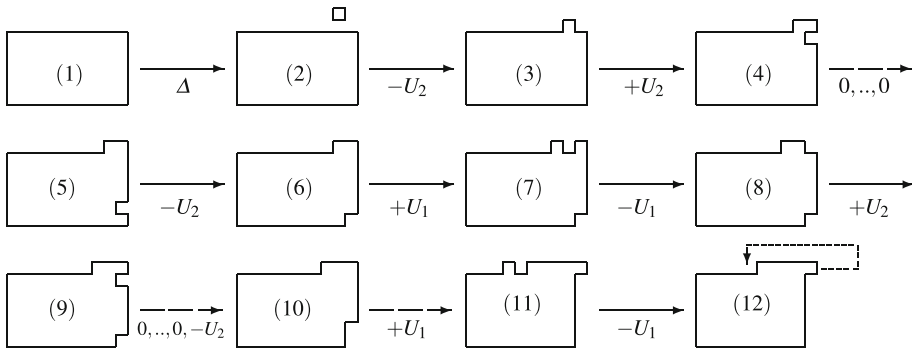 (1) (2) (3) (4)
Δ −U₂ +U₂ 0,..,0
(5) (6) (7) (8)
−U₂ +U₁ −U₁ +U₂
(9) (10) (11) (12)
0,..,0,−U₂ +U₁ −U₁